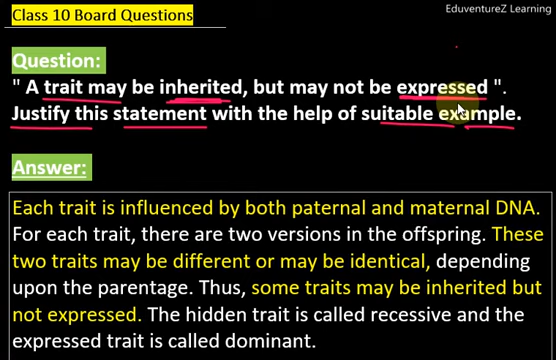 Class 10 Board Questions
EduventureZ Learning
Question:
" A trait may be inherited, but may not be expressed ".
Justify this statement with the help of suitable example.
Answer:
Each trait is influenced by both paternal and maternal DNA.
For each trait, there are two versions in the offspring. These
two traits may be different or may be identical, depending
upon the parentage. Thus, some traits may be inherited but
not expressed. The hidden trait is called recessive and the
expressed trait is called dominant.